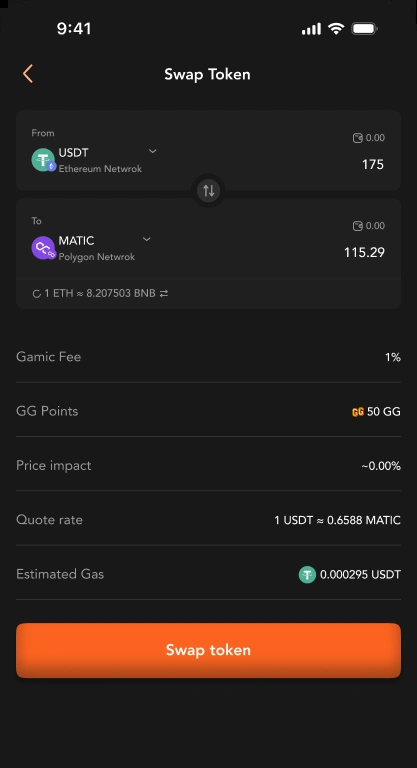 9:41
Swap Token
From
0.00
USDT
Ethereum Netwrok
175
To
0.00
MATIC
Polygon Netwrok
115.29
1 ETH ≈ 8.207503 BNB
Gamic Fee
1%
GG Points
GG 50 GG
Price impact
~0.00%
Quote rate
1 USDT ≈ 0.6588 MATIC
Estimated Gas
0.000295 USDT
Swap token